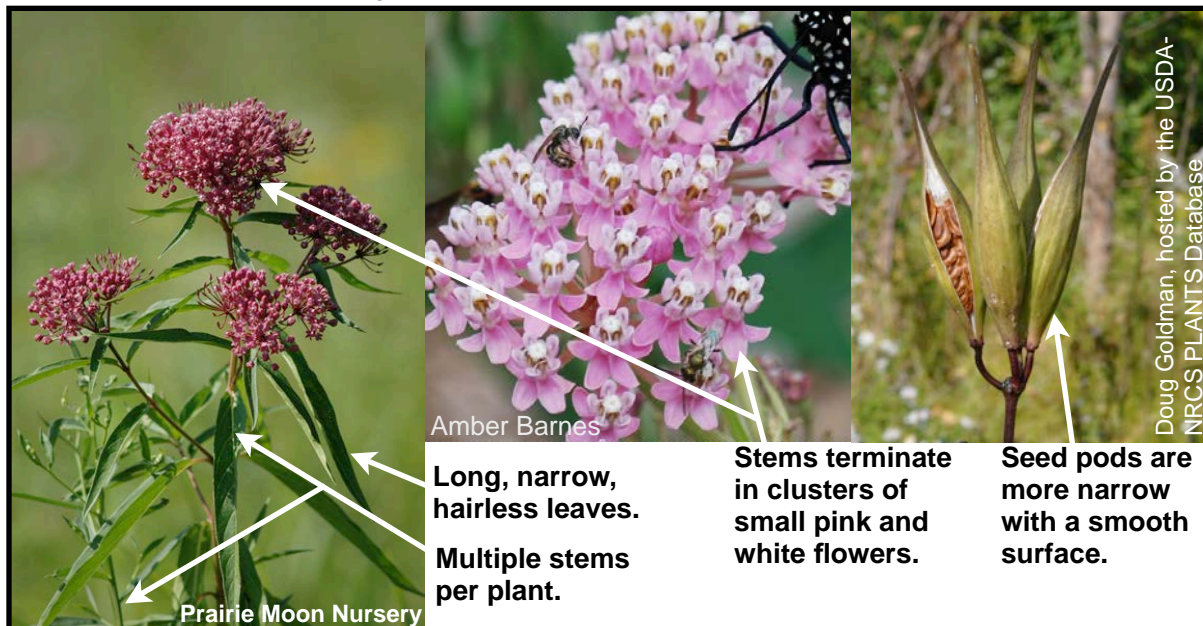 Doug Goldman, hosted by the USDA-
NRCS PLANTS Database
Amber Barnes
Prairie Moon Nursery
Long, narrow,
hairless leaves.
Multiple stems
per plant.
Stems terminate
in clusters of
small pink and
white flowers.
Seed pods are
more narrow
with a smooth
surface.